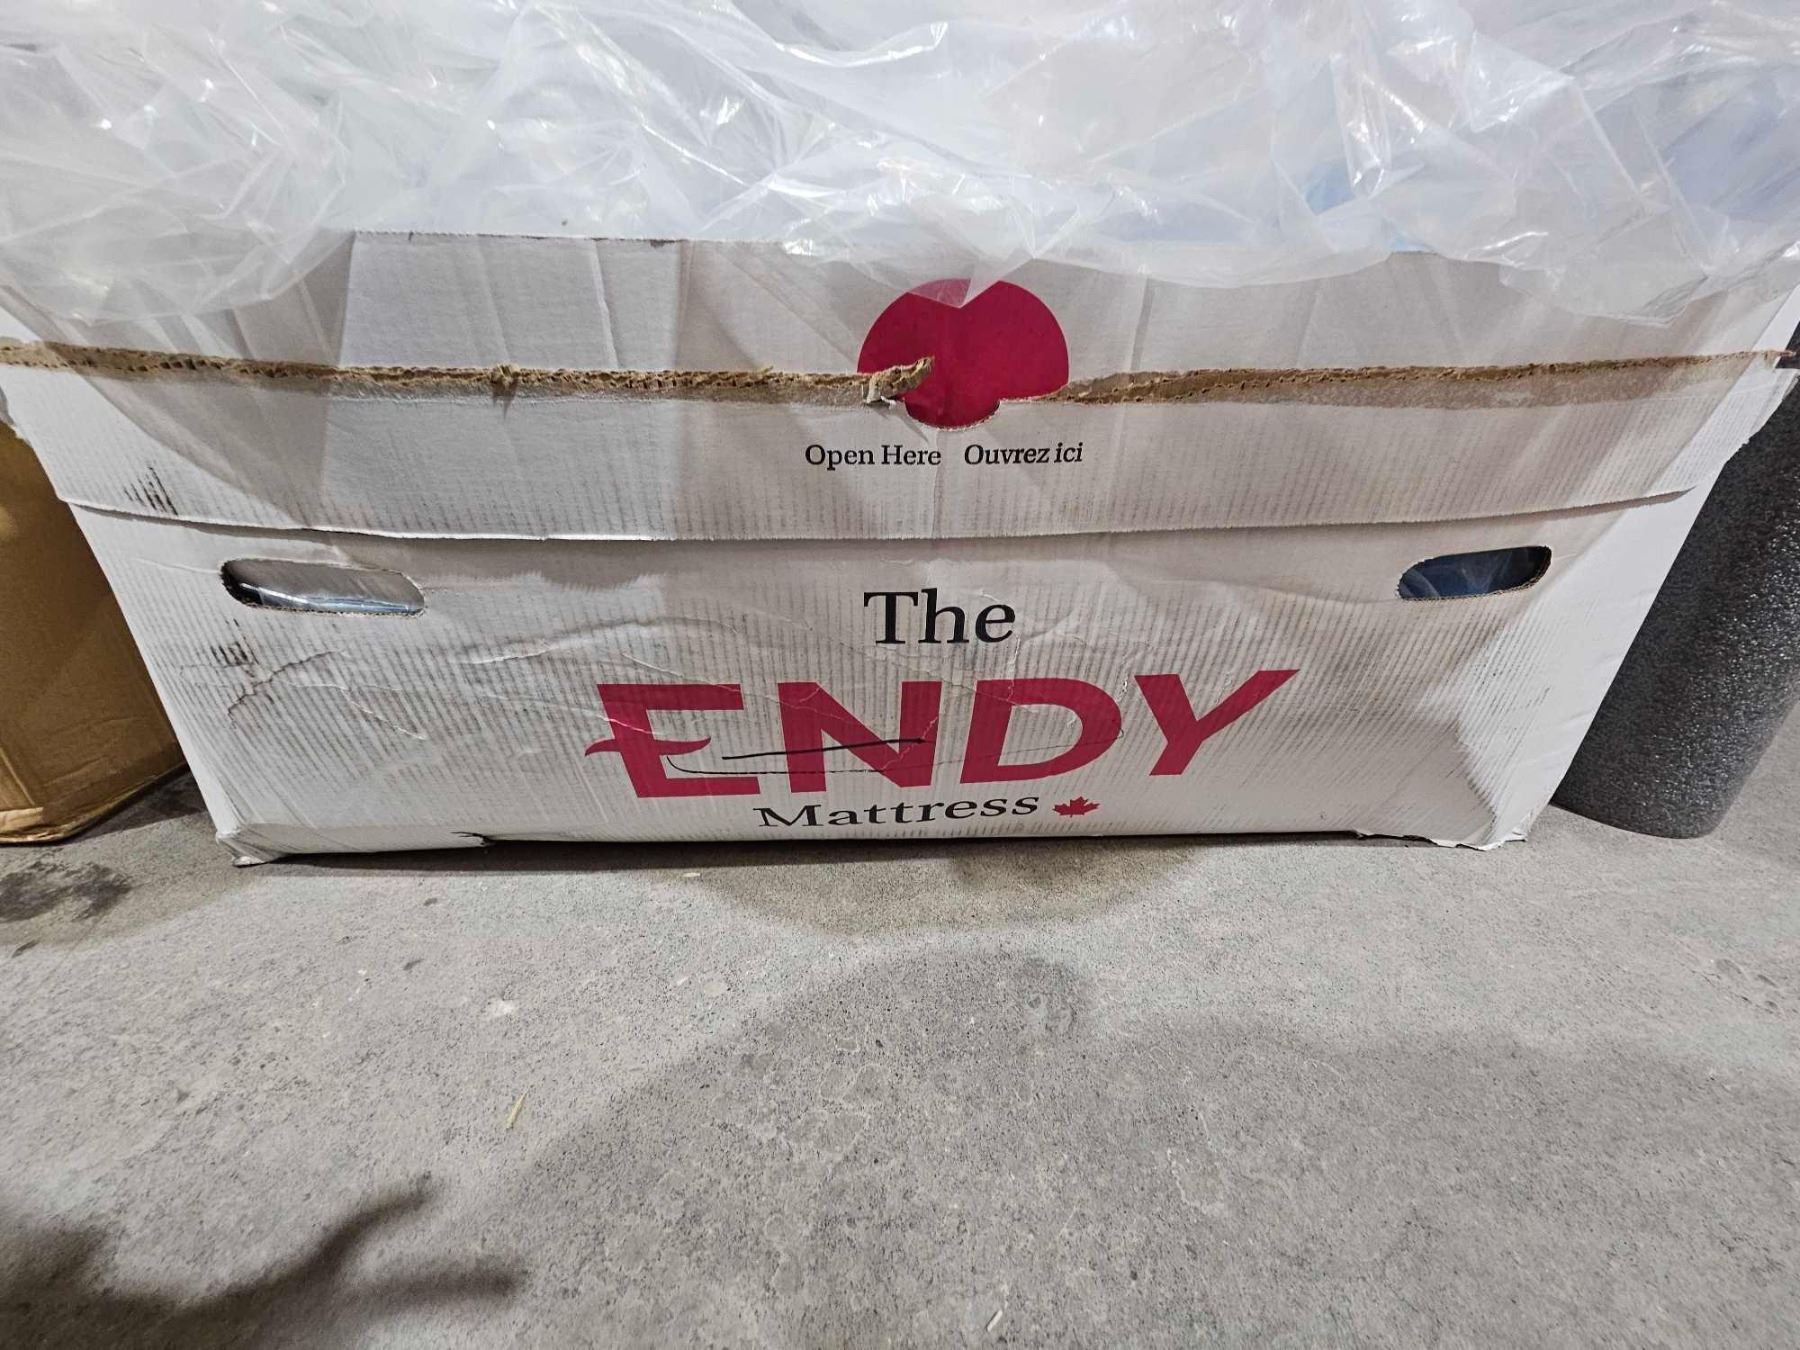 Open Here Ouvrez ici
The
ENDY
Mattress